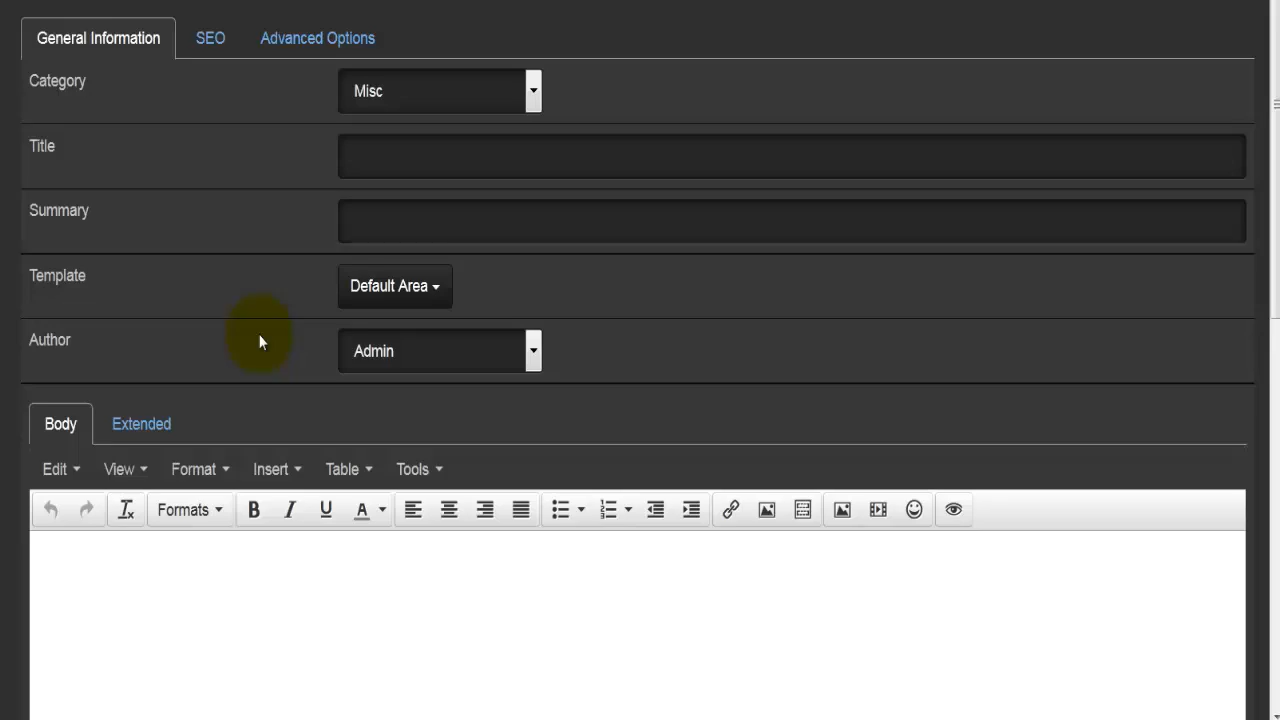 General Information SEO Advanced Options
Category Misc
Title
Summary
Template Default Area
Author Admin
Body Extended
Edit View Format Insert Table Tools
Formats B I U A